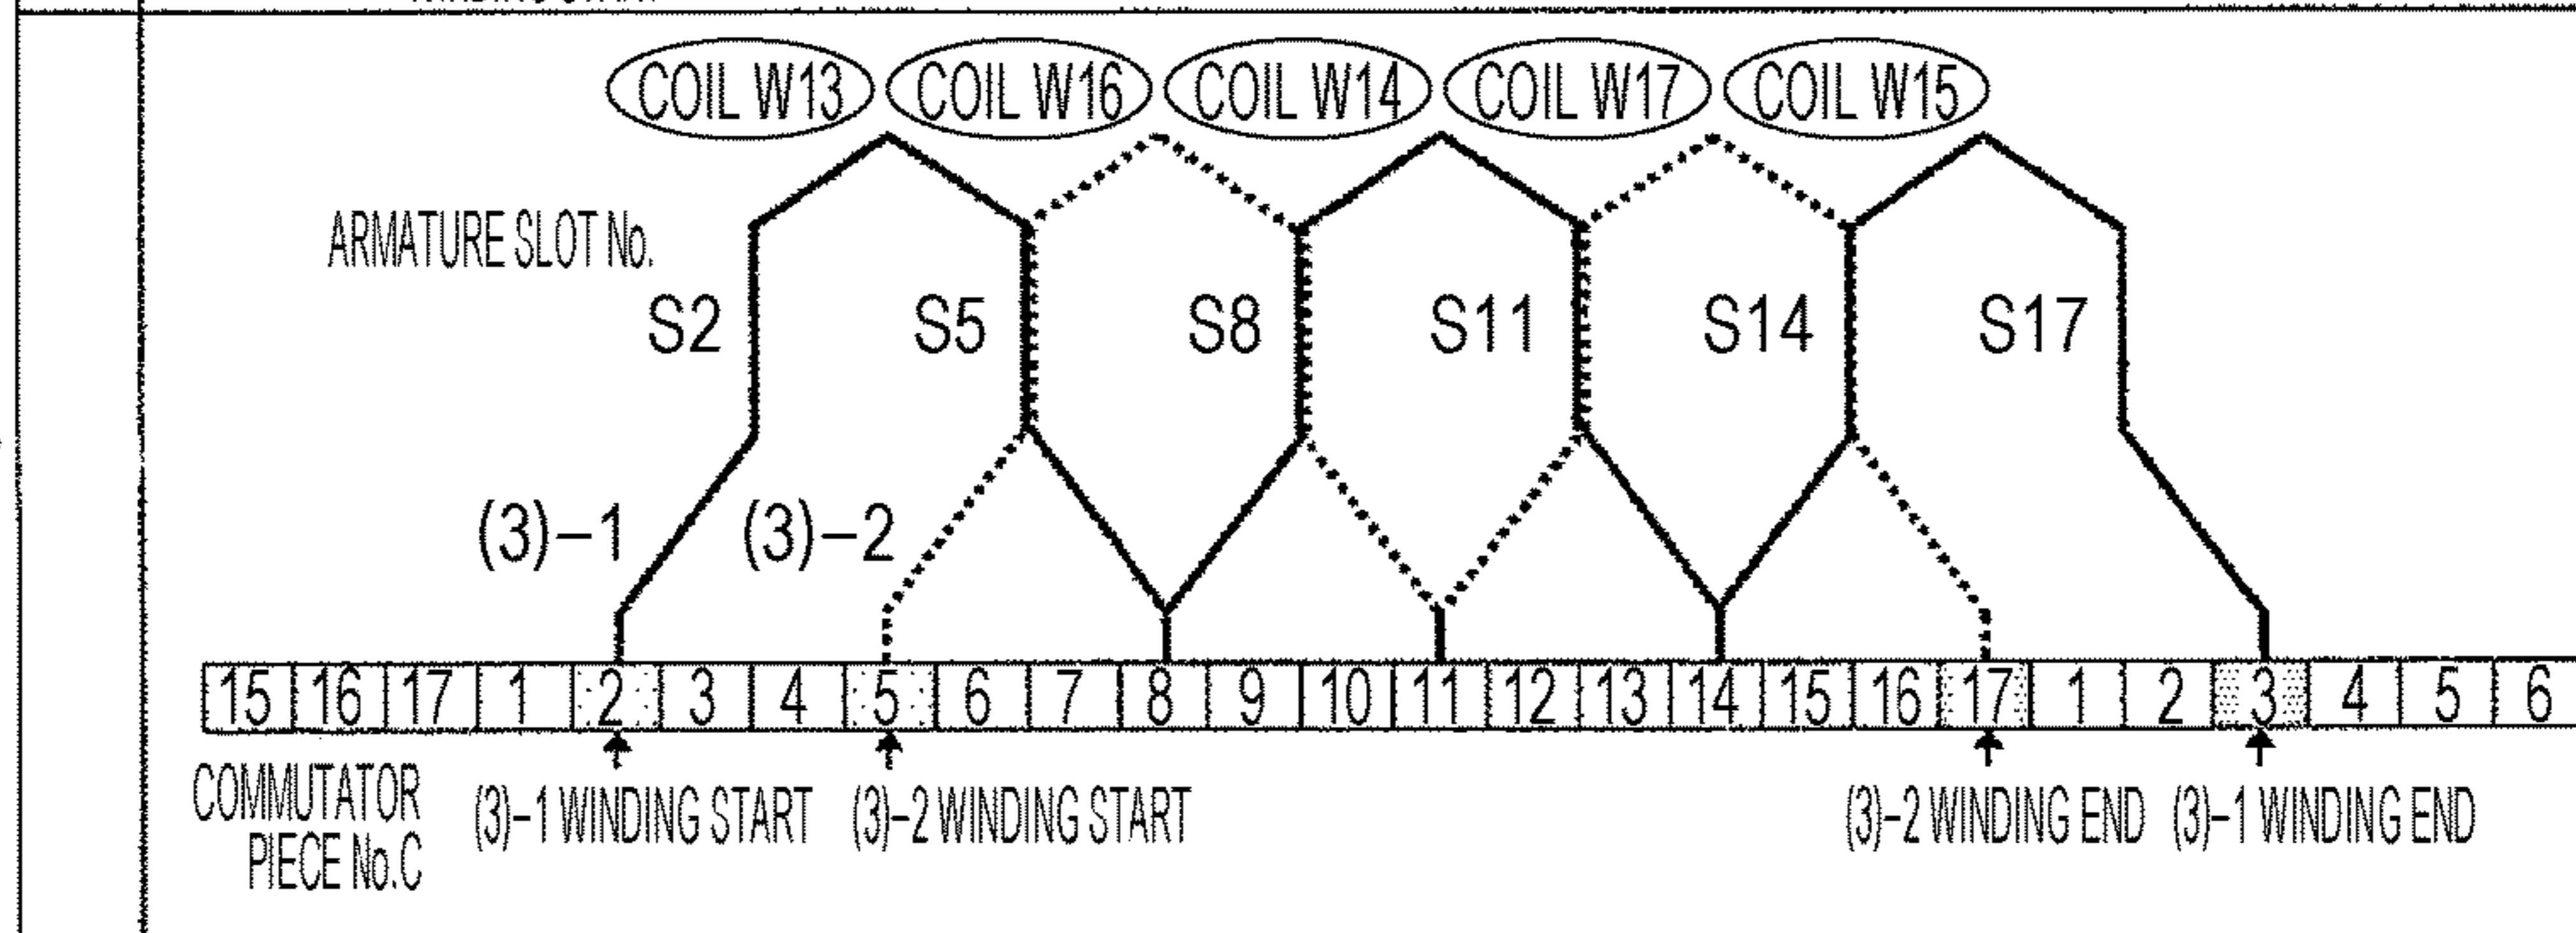 COIL W13 COIL W16 COIL W14 COIL W17 COIL W15
ARMATURE SLOT No.
S2 S5 S8 S11 S14 S17
(3)-1 (3)-2
15 16 17 1 2 3 4 5 6 7 8 9 10 11 12 13 14 15 16 17 1 2 3 4 5 6
COMMUTATOR
PIECE No.C
(3)-1 WINDING START (3)-2 WINDING START (3)-2 WINDING END (3)-1 WINDING END